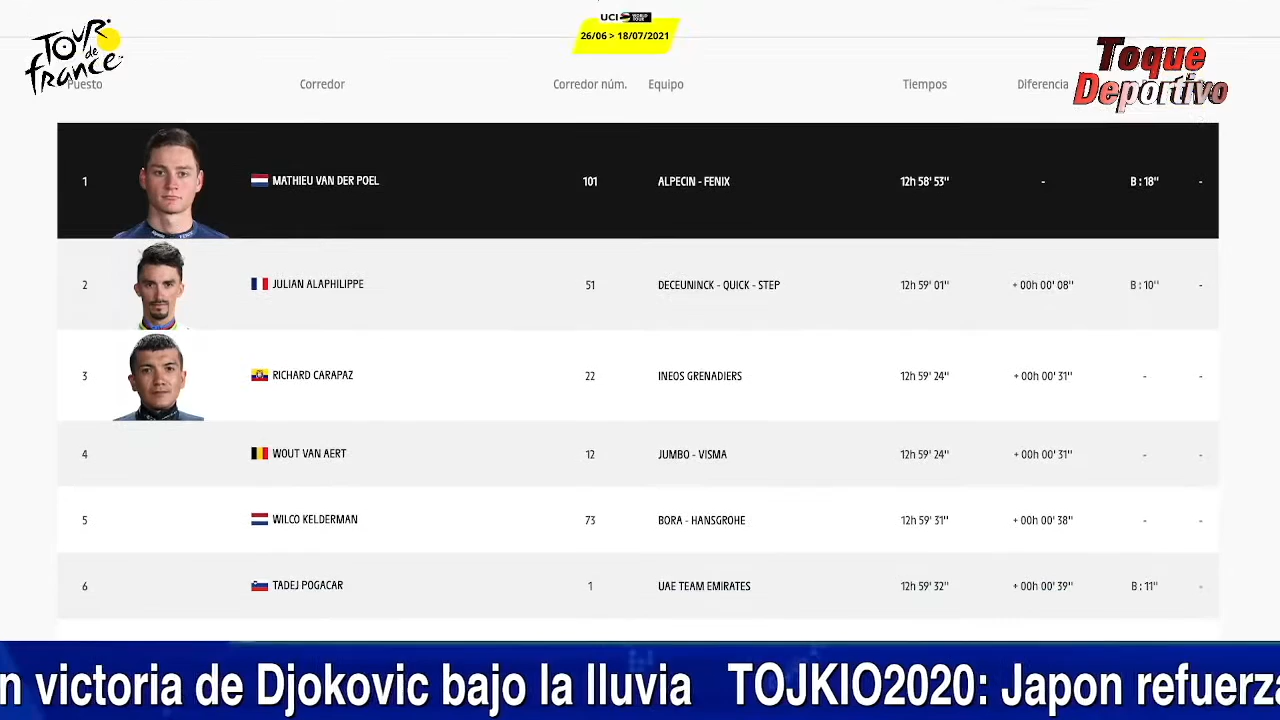 TOUR
de
france
UCI WORLD TOUR
26/06 > 18/07/2021
Toque
Deportivo
Puesto Corredor Corredor núm. Equipo Tiempos Diferencia
1 MATHIEU VAN DER POEL 101 ALPECIN - FENIX 12h 58' 53'' - B : 18'' -
2 JULIAN ALAPHILIPPE 51 DECEUNINCK - QUICK - STEP 12h 59' 01'' + 00h 00' 08'' B : 10'' -
3 RICHARD CARAPAZ 22 INEOS GRENADIERS 12h 59' 24'' + 00h 00' 31'' - -
4 WOUT VAN AERT 12 JUMBO - VISMA 12h 59' 24'' + 00h 00' 31'' - -
5 WILCO KELDERMAN 73 BORA - HANSGROHE 12h 59' 31'' + 00h 00' 38'' - -
6 TADEJ POGACAR 1 UAE TEAM EMIRATES 12h 59' 32'' + 00h 00' 39'' B : 11'' -
n victoria de Djokovic bajo la lluvia TOJKIO2020: Japon refuerza